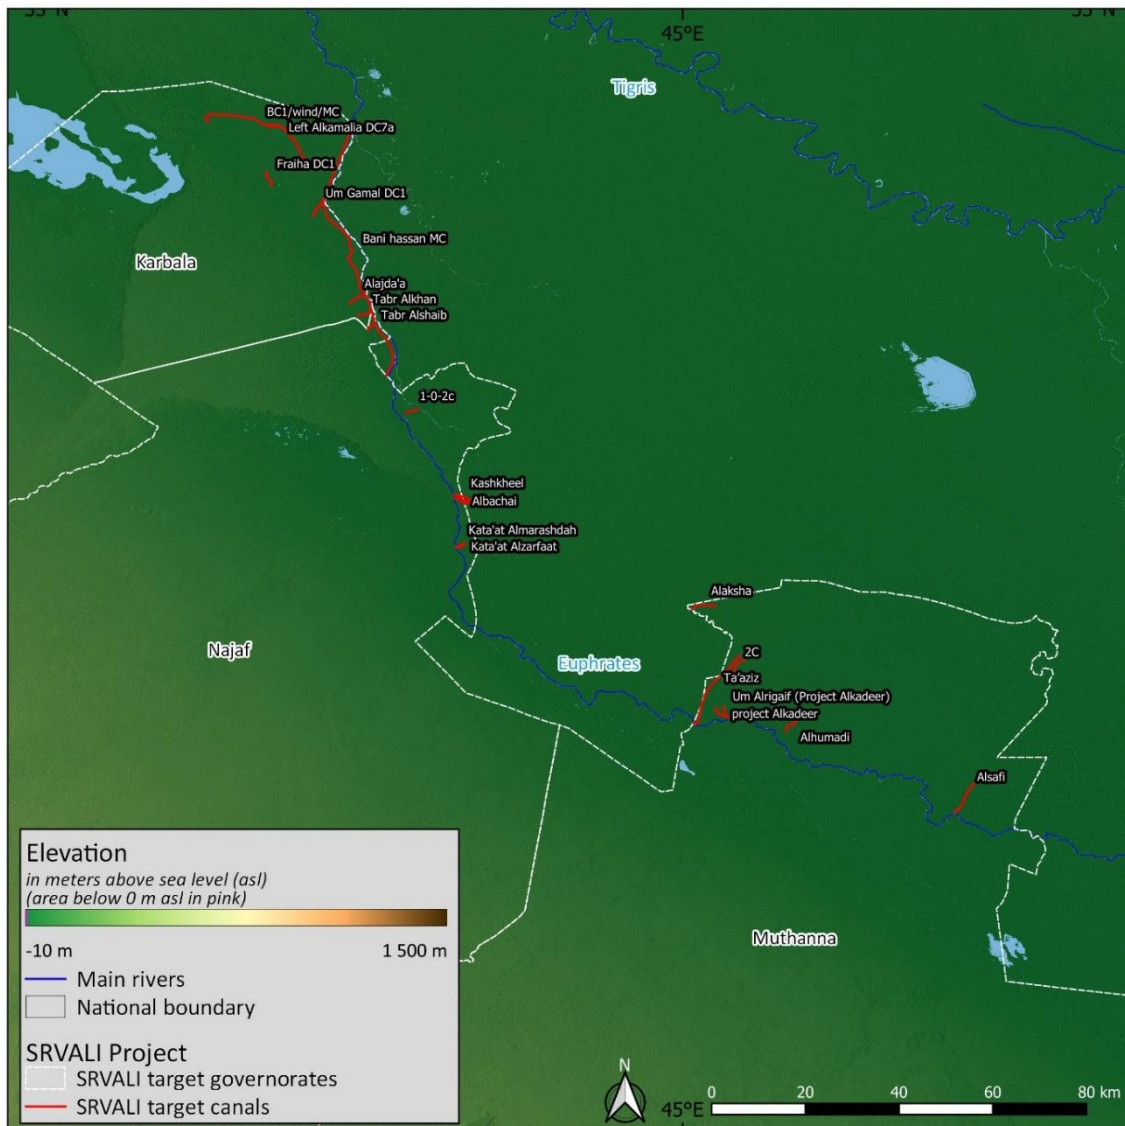 33°N
33°N
45°E
Tigris
BC1/wind/MC
Left Alkamalia DC7a
Fraiha DC1
Um Gamal DC1
Bani hassan MC
Karbala
Alajda'a
Tabr Alkhan
Tabr Alshaib
1-0-2c
Kashkheel
Albachai
Kata'at Almarashdah
Kata'at Alzarfaat
Alaksha
Najaf
Euphrates
2C
Ta'aziz
Um Alrigaif (Project Alkadeer)
project Alkadeer
Alhumadi
Alsafi
Muthanna
Elevation
in meters above sea level (asl)
(area below 0 m asl in pink)
-10 m
1 500 m
Main rivers
National boundary
SRVALI Project
SRVALI target governorates
SRVALI target canals
N
45°E
0
20
40
60
80 km